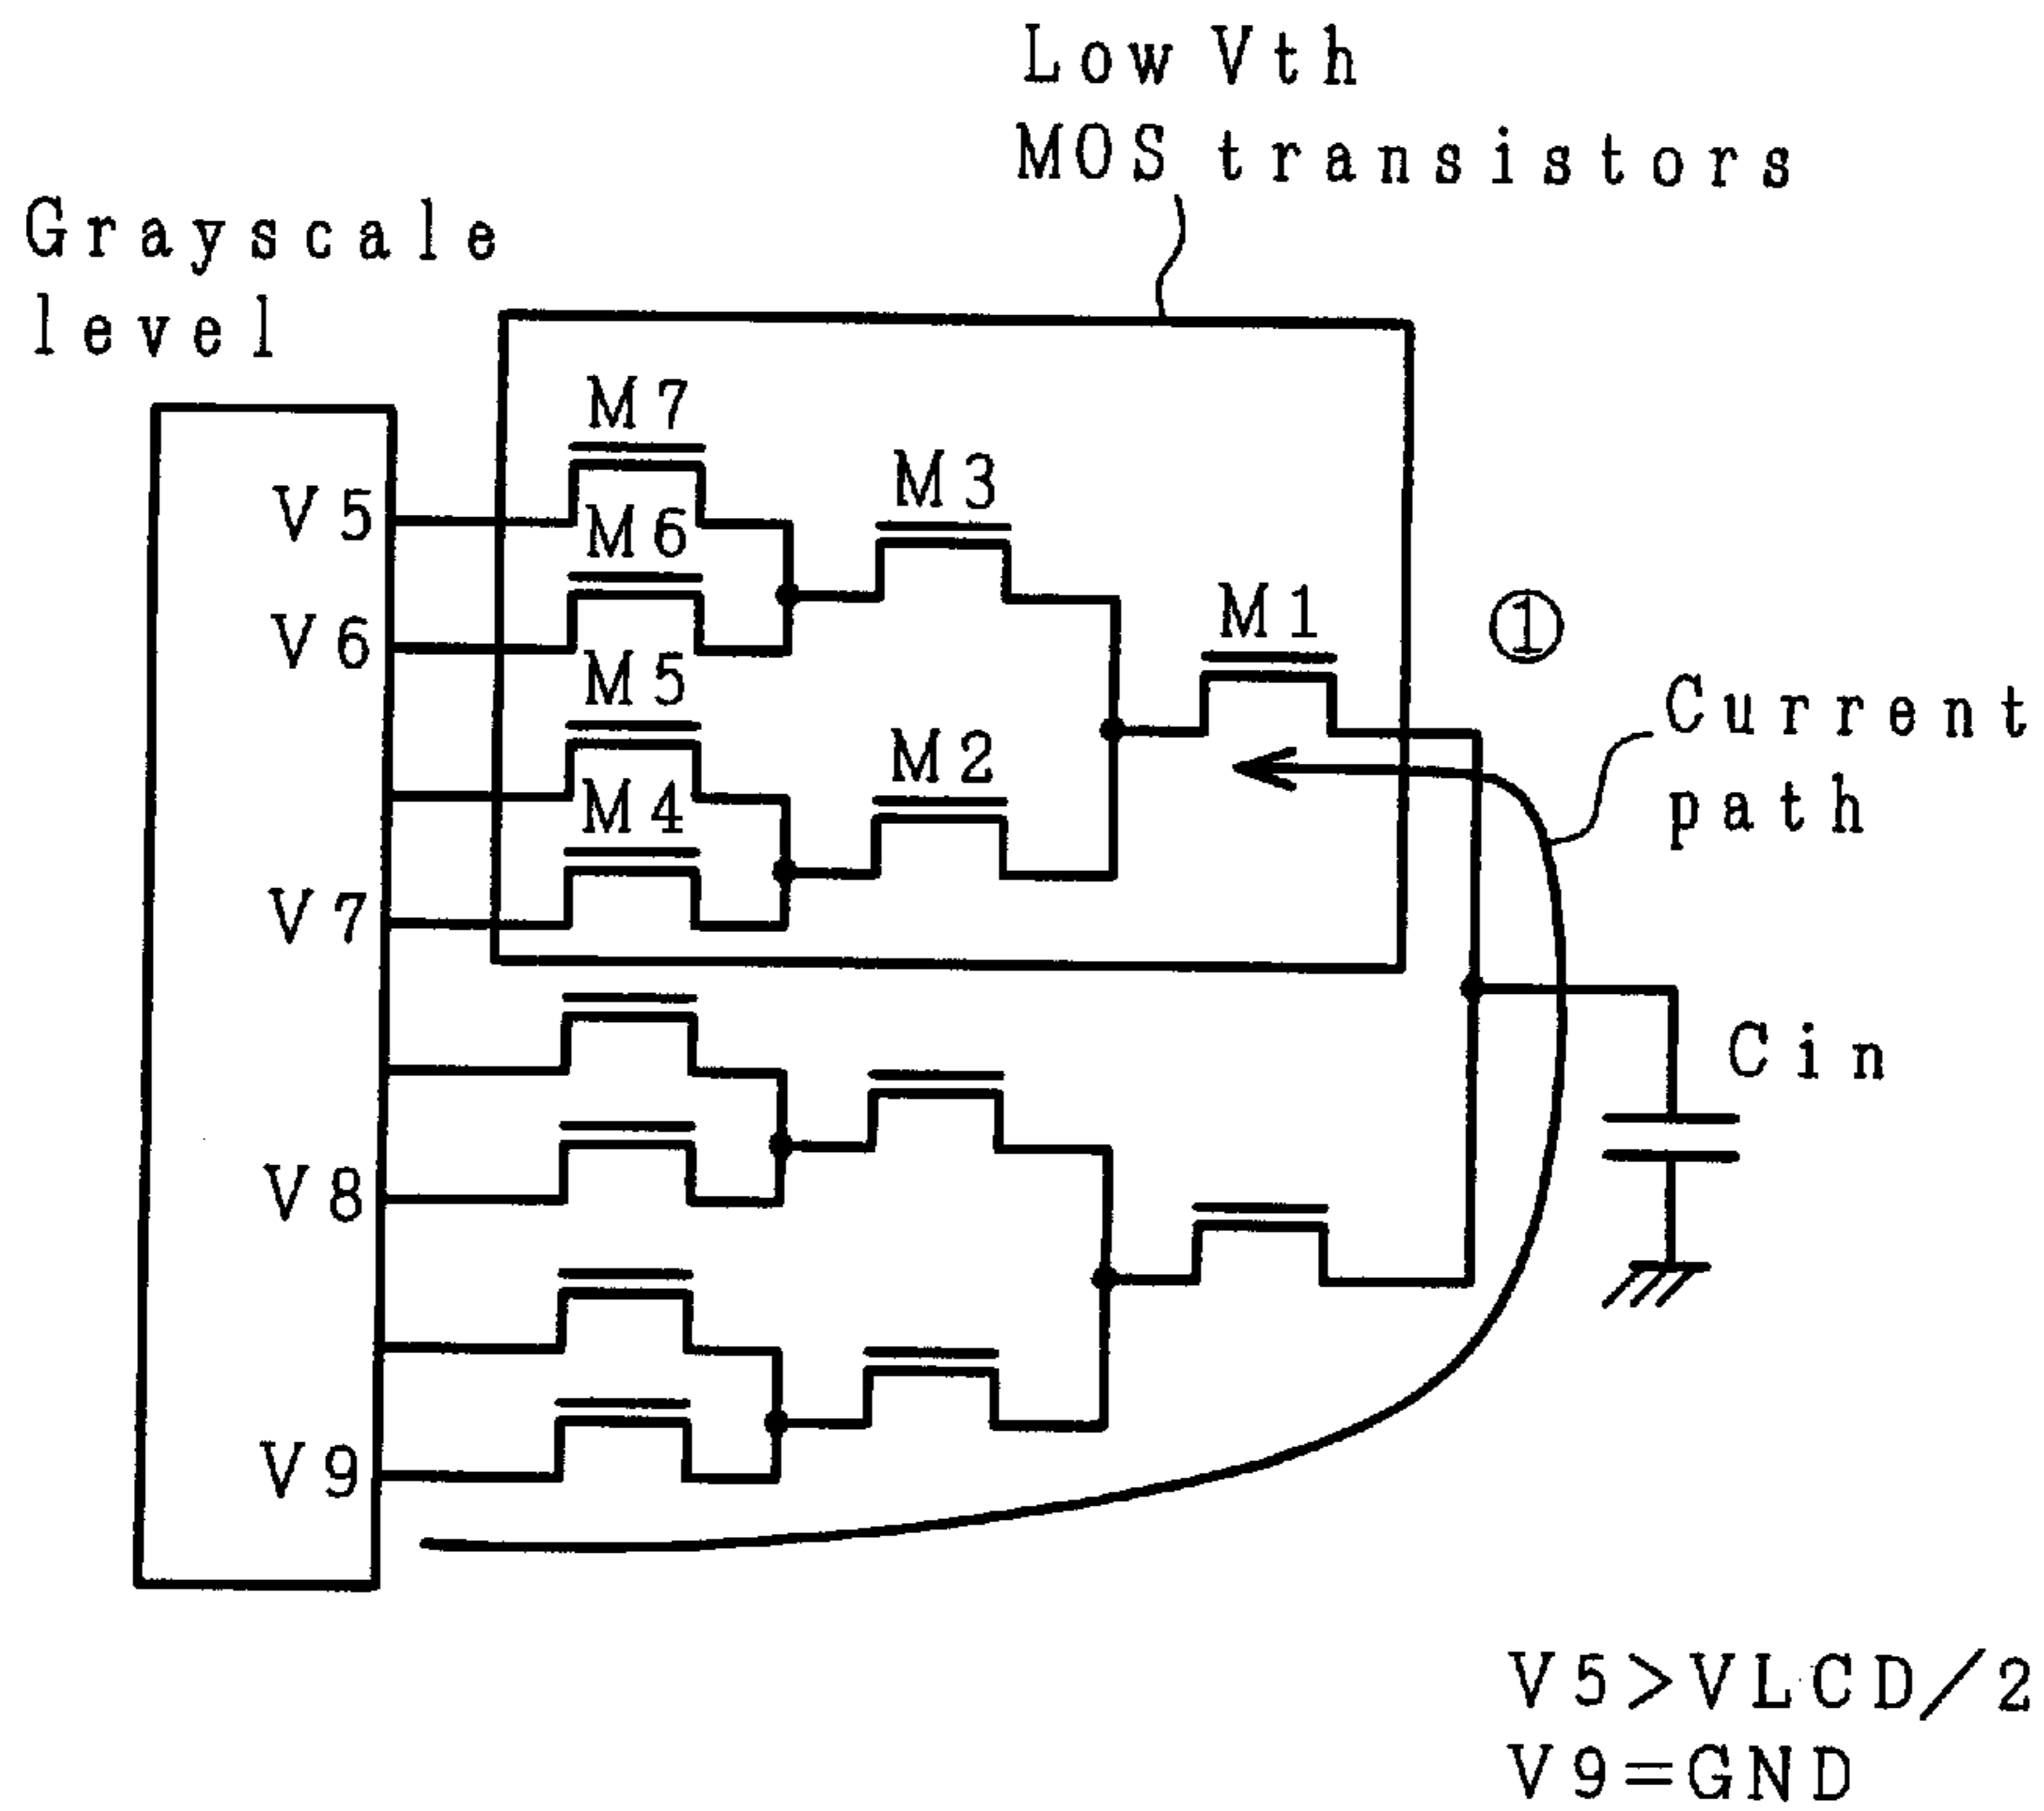 Low Vth
MOS transistors
Grayscale
level
M7
V5
M3
M6
V6
M1
①
M5
Current
path
M2
M4
V7
Cin
V8
V9
V5>VLCD/2
V9=GND